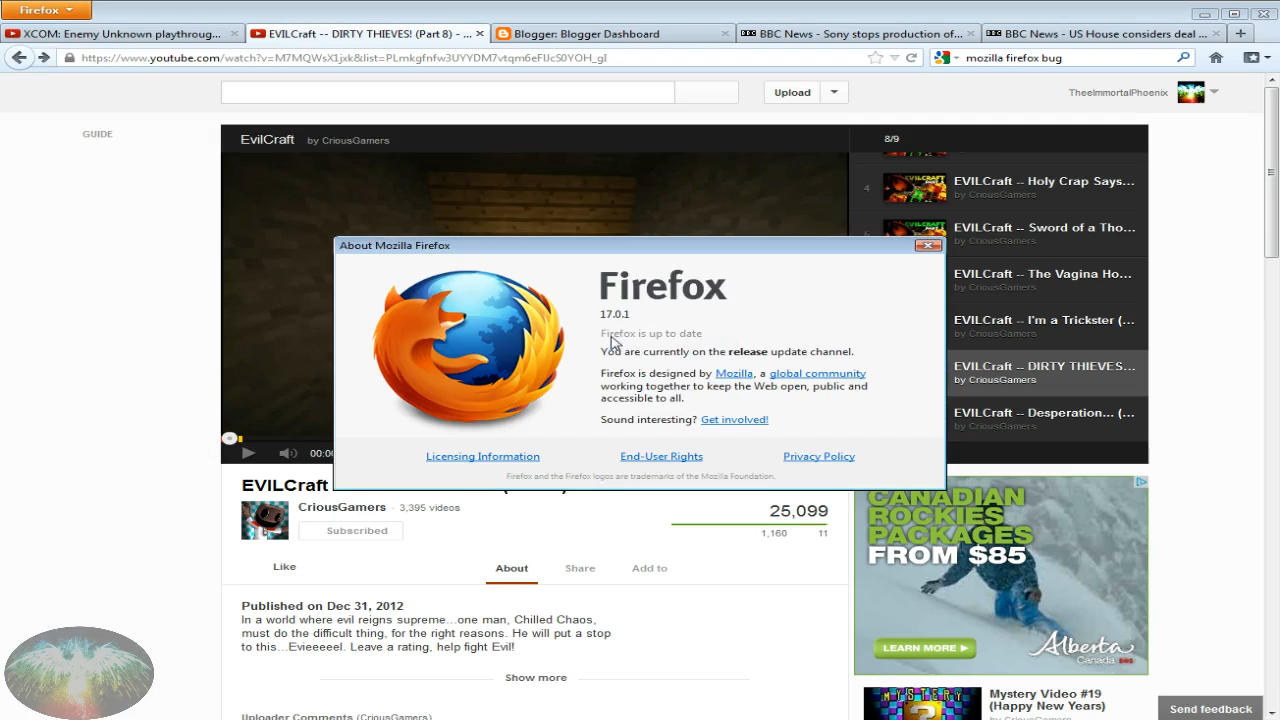 Firefox
XCOM: Enemy Unknown playthroug...
EVILCraft -- DIRTY THIEVES! (Part 8) - ...
Blogger: Blogger Dashboard
BBC News - Sony stops production of...
BBC News - US House considers deal ...
https://www.youtube.com/watch?v=M7MQWsX1jxk&list=PLmkgfnfw3UYYDM7vtqm6eFUcS0YOH_gI
mozilla firefox bug
Upload
TheeImmortalPhoenix
GUIDE
EvilCraft by CriousGamers
8/9
4
EVILCraft -- Holy Crap Says...
by CriousGamers
EVILCraft -- Sword of a Tho...
by CriousGamers
EVILCraft -- The Vagina Ho...
by CriousGamers
EVILCraft -- I'm a Trickster (...
by CriousGamers
EVILCraft -- DIRTY THIEVES...
by CriousGamers
EVILCraft -- Desperation... (...
by CriousGamers
About Mozilla Firefox
Firefox
17.0.1
Firefox is up to date
You are currently on the release update channel.
Firefox is designed by Mozilla, a global community
working together to keep the Web open, public and
accessible to all.
Sound interesting? Get involved!
Licensing Information
End-User Rights
Privacy Policy
Firefox and the Firefox logos are trademarks of the Mozilla Foundation.
00:0
EVILCraft
CriousGamers · 3,395 videos
Subscribed
25,099
1,160 11
Like
About
Share
Add to
Published on Dec 31, 2012
In a world where evil reigns supreme...one man, Chilled Chaos,
must do the difficult thing, for the right reasons. He will put a stop
to this...Evieeeeel. Leave a rating, help fight Evil!
Show more
Uploader Comments (CriousGamers)
CANADIAN
ROCKIES
PACKAGES
FROM $85
LEARN MORE
Alberta
Canada
MYSTERY
Mystery Video #19
(Happy New Years)
by CriousGamers
Send feedback